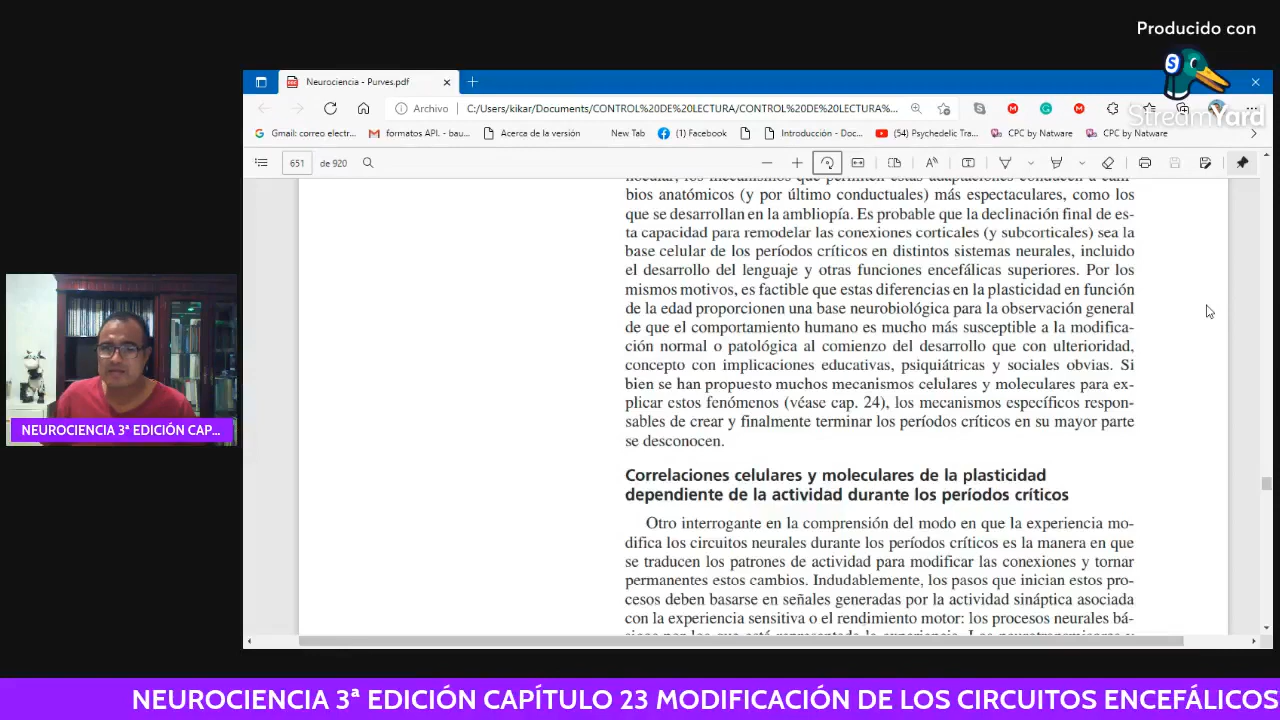 Producido con
StreamYard
Neurociencia - Purves.pdf
Archivo
C:/Users/kikar/Documents/CONTROL%20DE%20LECTURA/CONTROL%20DE%20LECTURA%...
Gmail: correo electr...
formatos APL - bau...
Acerca de la versión
New Tab
(1) Facebook
Introducción - Doc...
(54) Psychedelic Tra...
CPC by Natware
CPC by Natware
651
de 920
nocular, los mecanismos que permiten estas adaptaciones conducen a cam-
bios anatómicos (y por último conductuales) más espectaculares, como los
que se desarrollan en la ambliopía. Es probable que la declinación final de es-
ta capacidad para remodelar las conexiones corticales (y subcorticales) sea la
base celular de los períodos críticos en distintos sistemas neurales, incluido
el desarrollo del lenguaje y otras funciones encefálicas superiores. Por los
mismos motivos, es factible que estas diferencias en la plasticidad en función
de la edad proporcionen una base neurobiológica para la observación general
de que el comportamiento humano es mucho más susceptible a la modifica-
ción normal o patológica al comienzo del desarrollo que con ulterioridad,
concepto con implicaciones educativas, psiquiátricas y sociales obvias. Si
bien se han propuesto muchos mecanismos celulares y moleculares para ex-
plicar estos fenómenos (véase cap. 24), los mecanismos específicos respon-
sables de crear y finalmente terminar los períodos críticos en su mayor parte
se desconocen.
Correlaciones celulares y moleculares de la plasticidad
dependiente de la actividad durante los períodos críticos
Otro interrogante en la comprensión del modo en que la experiencia mo-
difica los circuitos neurales durante los períodos críticos es la manera en que
se traducen los patrones de actividad para modificar las conexiones y tornar
permanentes estos cambios. Indudablemente, los pasos que inician estos pro-
cesos deben basarse en señales generadas por la actividad sináptica asociada
con la experiencia sensitiva o el rendimiento motor: los procesos neurales bá-
NEUROCIENCIA 3ª EDICIÓN CAP...
NEUROCIENCIA 3ª EDICIÓN CAPÍTULO 23 MODIFICACIÓN DE LOS CIRCUITOS ENCEFÁLICOS